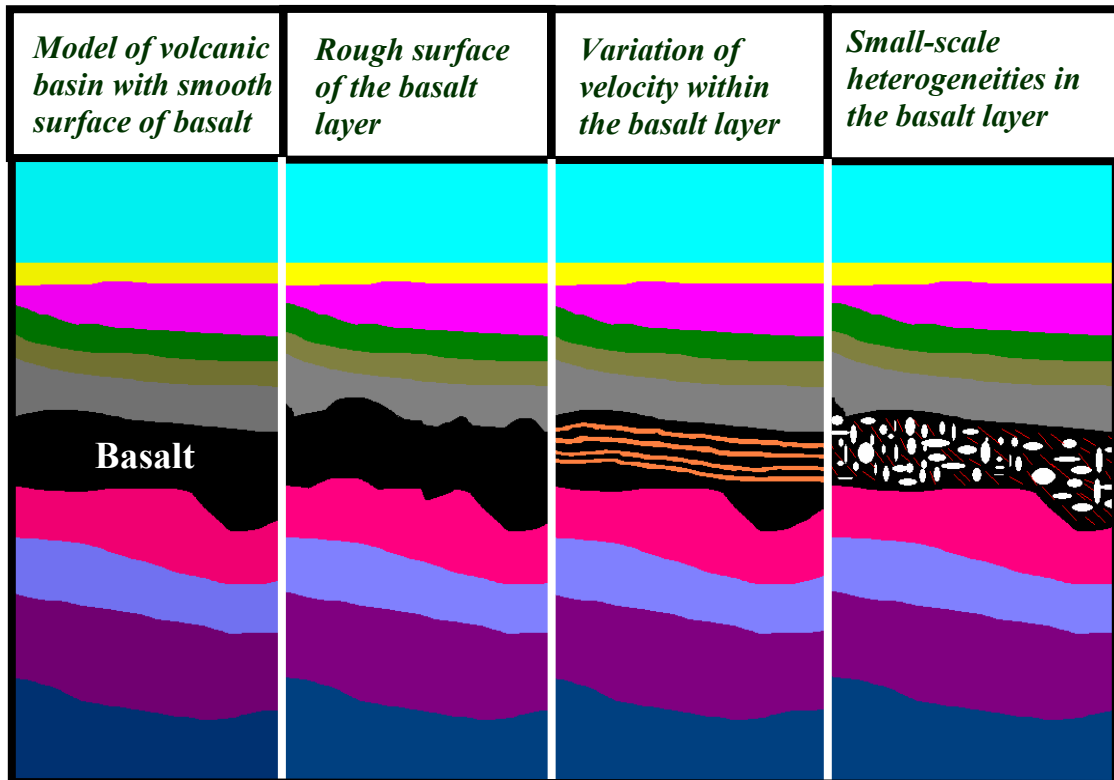 Model of volcanic
basin with smooth
surface of basalt
Rough surface
of the basalt
layer
Variation of
velocity within
the basalt layer
Small-scale
heterogeneities in
the basalt layer
Basalt